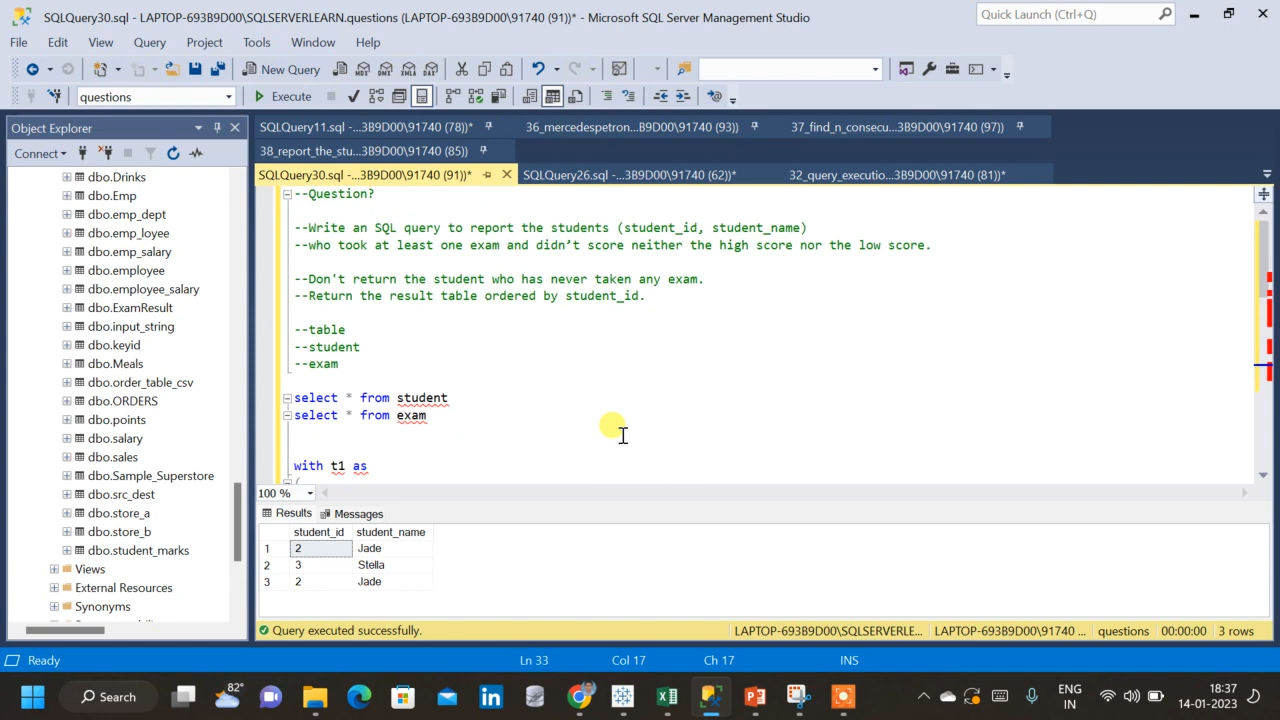 SQLQuery30.sql - LAPTOP-693B9D00\SQLSERVERLEARN.questions (LAPTOP-693B9D00\91740 (91))* - Microsoft SQL Server Management Studio
Quick Launch (Ctrl+Q)
File Edit View Query Project Tools Window Help
New Query MDX DMX XMLA DAX
questions Execute
Object Explorer
Connect
dbo.Drinks
dbo.Emp
dbo.emp_dept
dbo.emp_loyee
dbo.emp_salary
dbo.employee
dbo.employee_salary
dbo.ExamResult
dbo.input_string
dbo.keyid
dbo.Meals
dbo.order_table_csv
dbo.ORDERS
dbo.points
dbo.salary
dbo.sales
dbo.Sample_Superstore
dbo.src_dest
dbo.store_a
dbo.store_b
dbo.student_marks
Views
External Resources
Synonyms
SQLQuery11.sql -...3B9D00\91740 (78))* 36_mercedespetron...B9D00\91740 (93)) 37_find_n_consecu...3B9D00\91740 (97))
38_report_the_stu...3B9D00\91740 (85))
SQLQuery30.sql -...3B9D00\91740 (91))* SQLQuery26.sql -...3B9D00\91740 (62))* 32_query_executio...3B9D00\91740 (81))*
--Question?
--Write an SQL query to report the students (student_id, student_name)
--who took at least one exam and didn’t score neither the high score nor the low score.
--Don't return the student who has never taken any exam.
--Return the result table ordered by student_id.
--table
--student
--exam
select * from student
select * from exam
with t1 as
(
100 %
Results Messages
student_id student_name
1 2 Jade
2 3 Stella
3 2 Jade
Query executed successfully. LAPTOP-693B9D00\SQLSERVERLE... LAPTOP-693B9D00\91740 ... questions 00:00:00 3 rows
Ready Ln 33 Col 17 Ch 17 INS
Search
82°
ENG
IN
18:37
14-01-2023